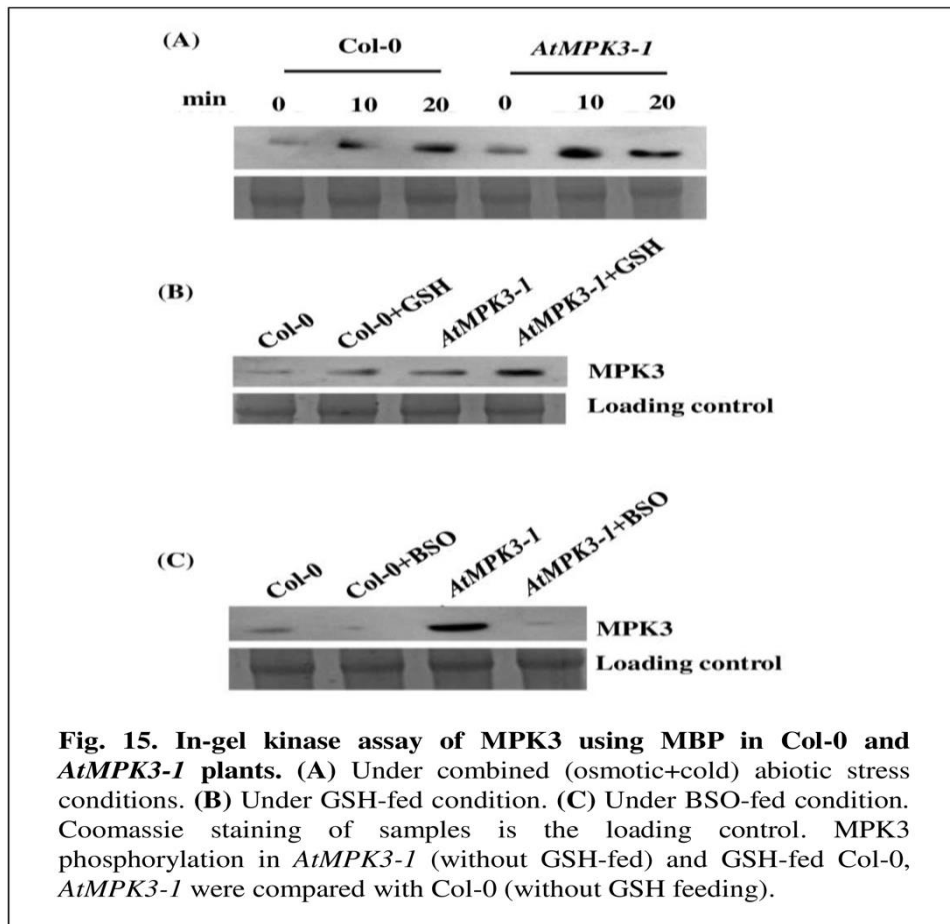 (A) Col-0 AtMPK3-1
min 0 10 20 0 10 20
(B) Col-0 Col-0+GSH AtMPK3-1 AtMPK3-1+GSH
MPK3
Loading control
(C) Col-0 Col-0+BSO AtMPK3-1 AtMPK3-1+BSO
MPK3
Loading control
Fig. 15. In-gel kinase assay of MPK3 using MBP in Col-0 and
AtMPK3-1 plants. (A) Under combined (osmotic+cold) abiotic stress
conditions. (B) Under GSH-fed condition. (C) Under BSO-fed condition.
Coomassie staining of samples is the loading control. MPK3
phosphorylation in AtMPK3-1 (without GSH-fed) and GSH-fed Col-0,
AtMPK3-1 were compared with Col-0 (without GSH feeding).